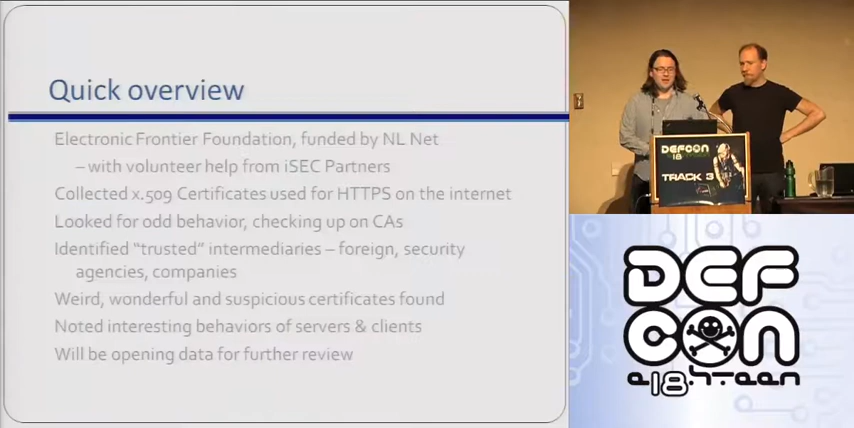 Quick overview
Electronic Frontier Foundation, funded by NL Net
– with volunteer help from iSEC Partners
Collected x.509 Certificates used for HTTPS on the internet
Looked for odd behavior, checking up on CAs
Identified “trusted” intermediaries – foreign, security
agencies, companies
Weird, wonderful and suspicious certificates found
Noted interesting behaviors of servers & clients
Will be opening data for further review
DEFCON
18
TRACK 3
DEF
CON
e18h-teen